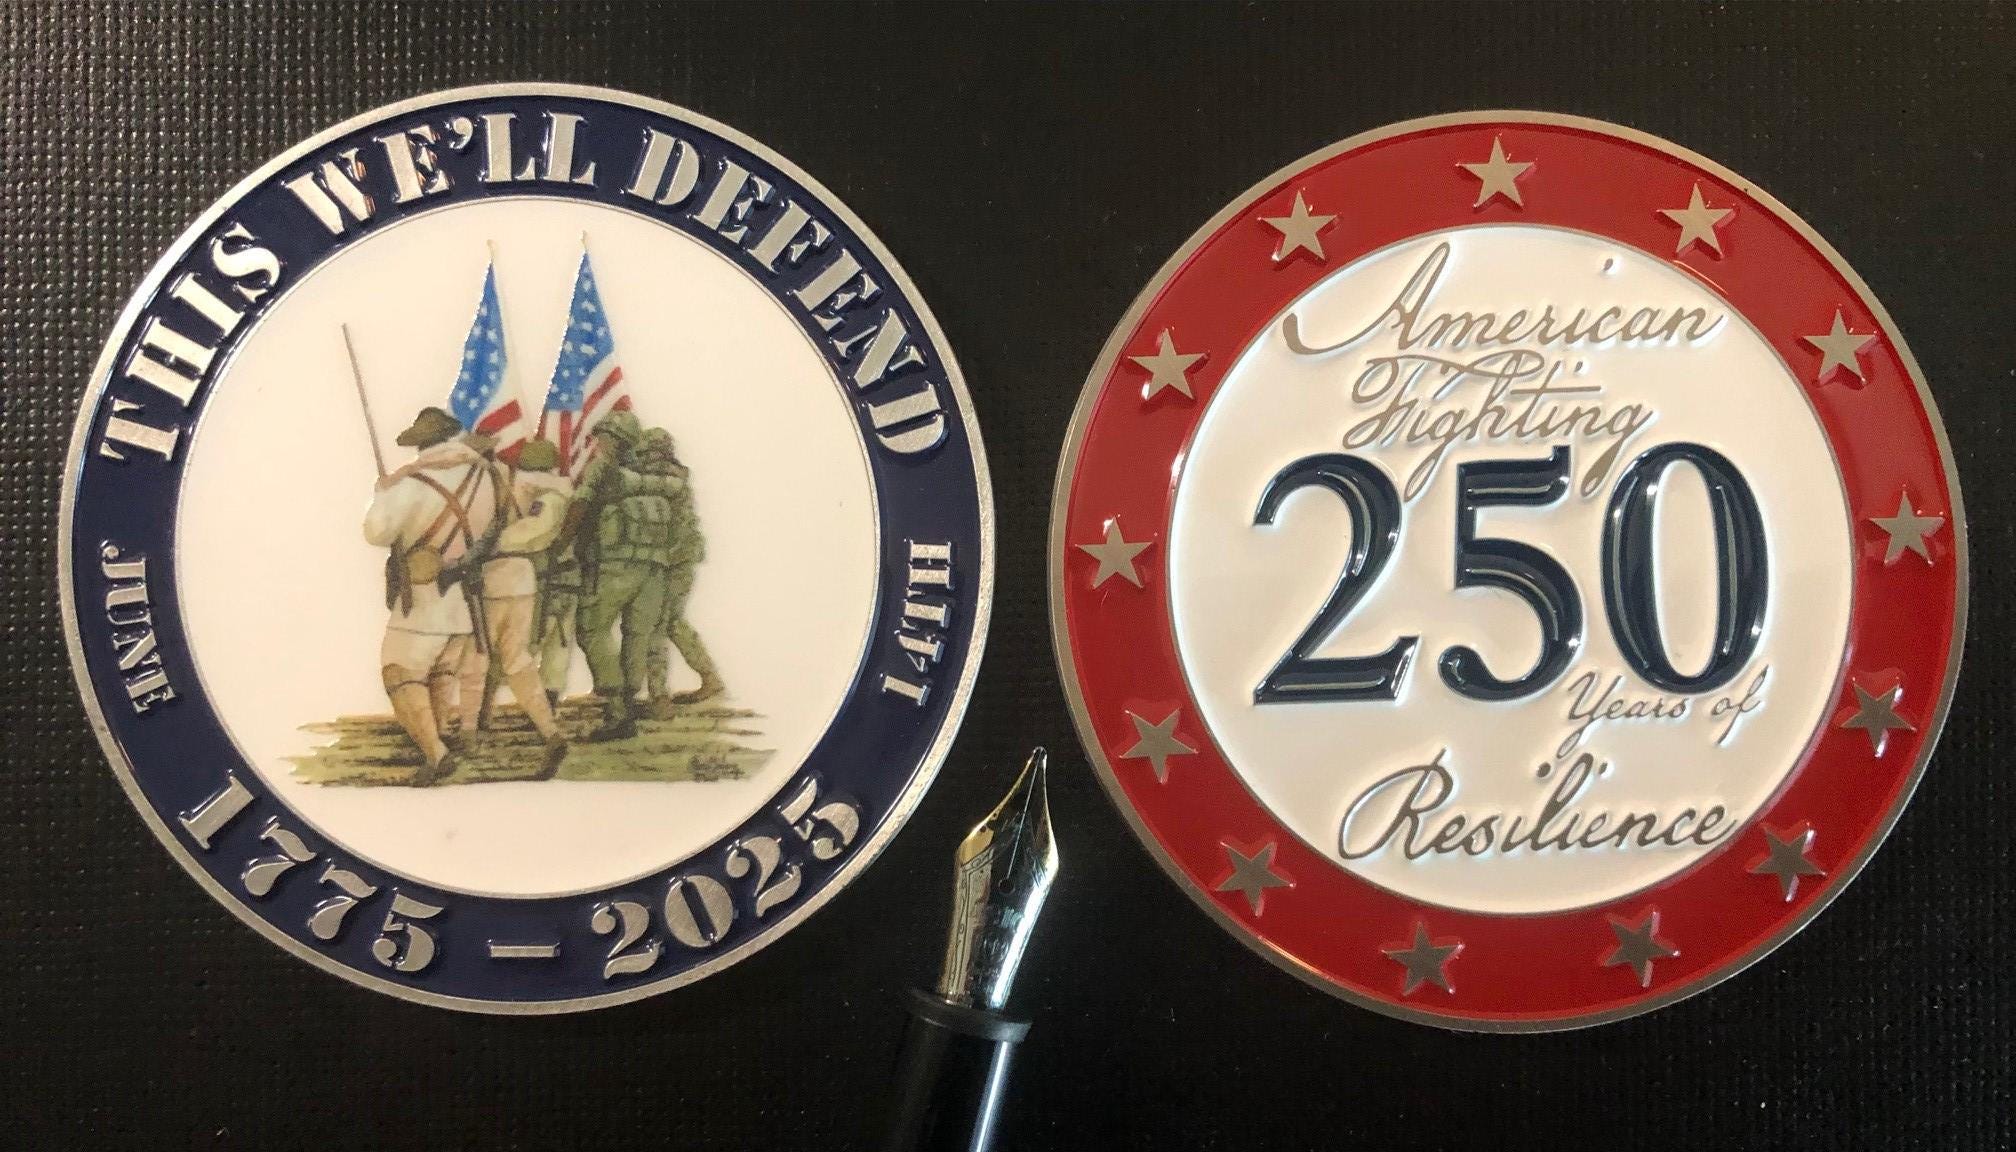 THIS WE'LL DEFEND
JUNE 14TH
1775 – 2025
American
Fighting
250
Years of
Resilience